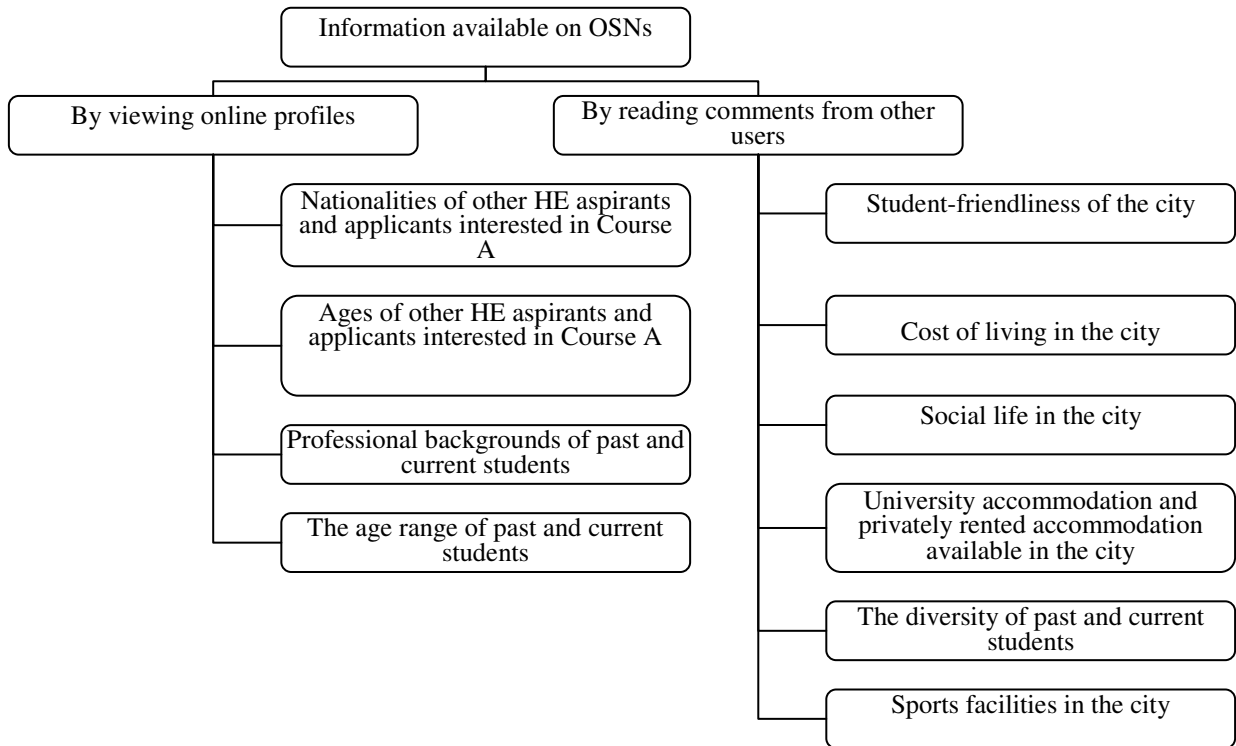 Information available on OSNs
By viewing online profiles
By reading comments from other
users
Nationalities of other HE aspirants
and applicants interested in Course
A
Ages of other HE aspirants and
applicants interested in Course A
Professional backgrounds of past and
current students
The age range of past and current
students
Student-friendliness of the city
Cost of living in the city
Social life in the city
University accommodation and
privately rented accommodation
available in the city
The diversity of past and current
students
Sports facilities in the city